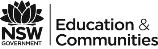 NSW
GOVERNMENT
Education &
Communities